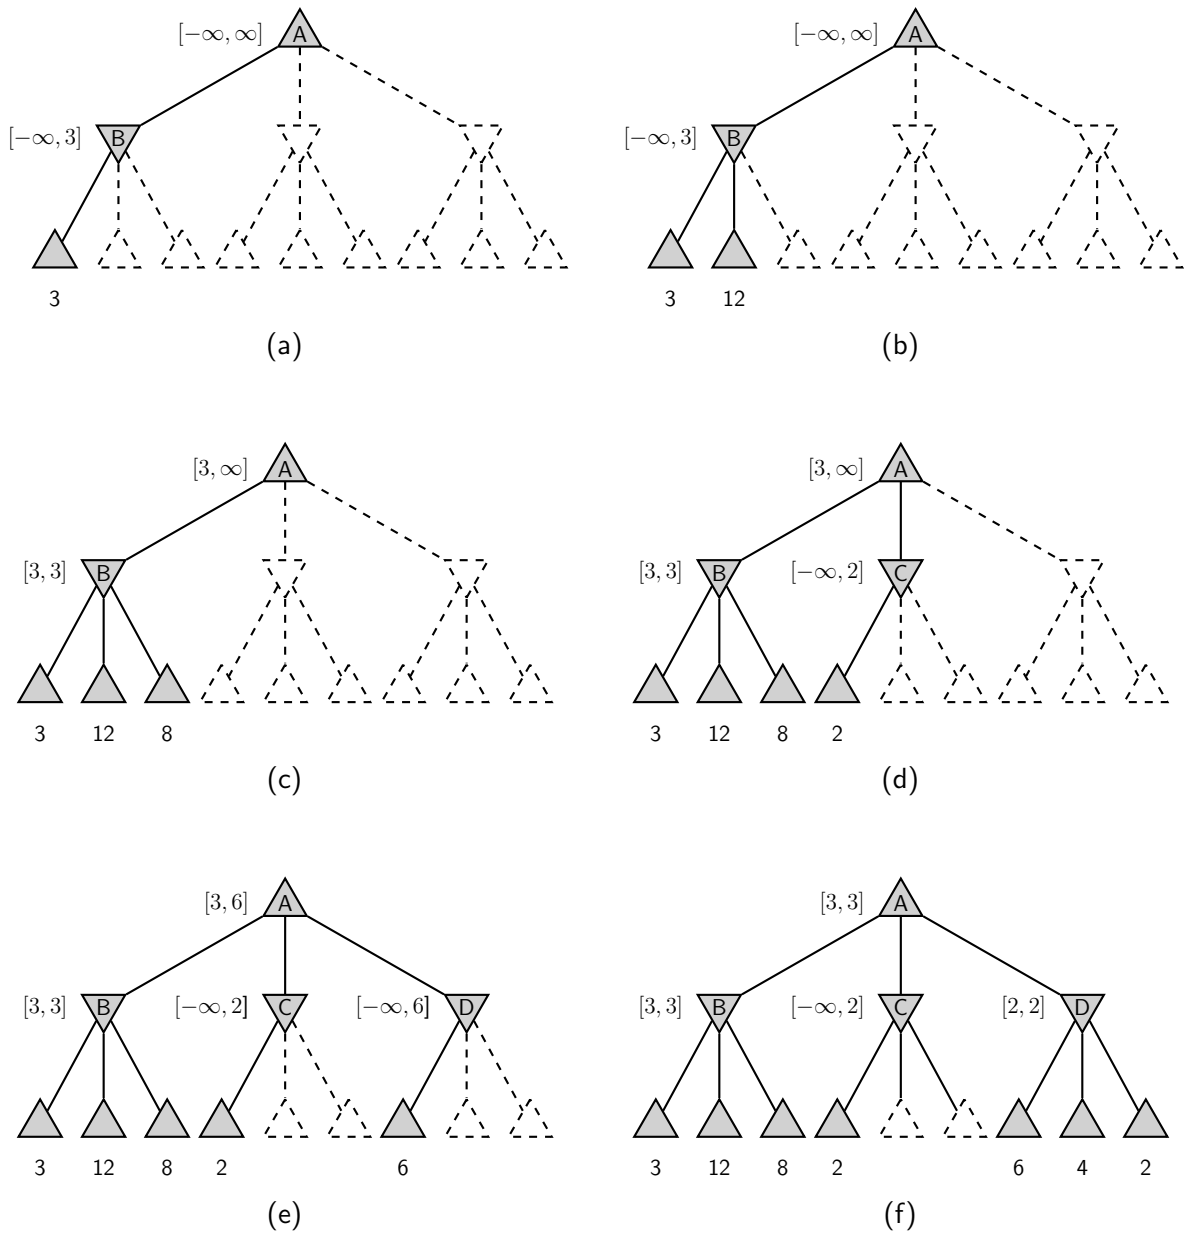 [−∞, ∞] A [−∞, ∞] A
[−∞, 3] B [−∞, 3] B
3 3 12
(a) (b)
[3, ∞] A [3, ∞] A
[3, 3] B [3, 3] B [−∞, 2] C
3 12 8 3 12 8 2
(c) (d)
[3, 6] A [3, 3] A
[3, 3] B [−∞, 2] C [−∞, 6] D [3, 3] B [−∞, 2] C [2, 2] D
3 12 8 2 6 3 12 8 2 6 4 2
(e) (f)